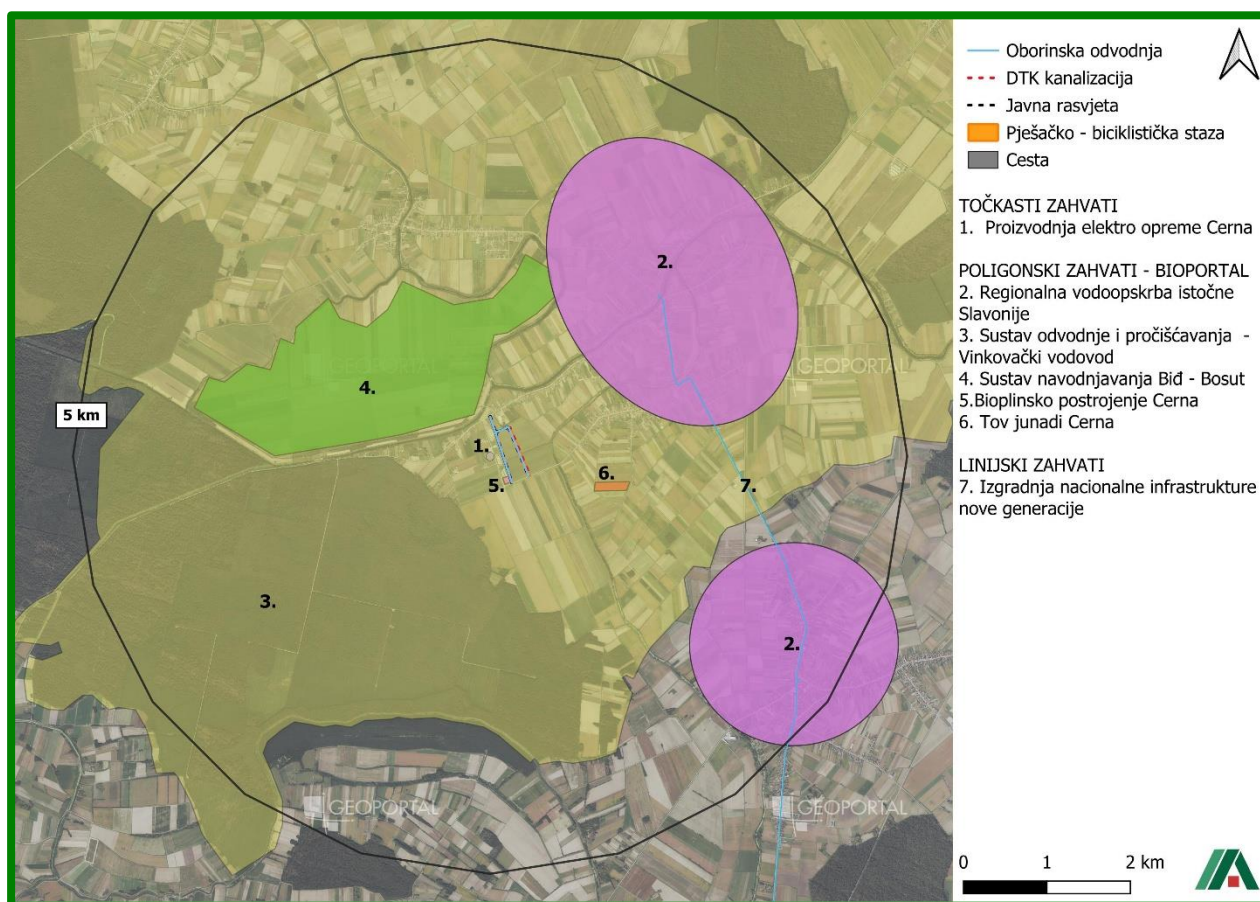 Oborinska odvodnja
DTK kanalizacija
Javna rasvjeta
Pješačko - biciklistička staza
Cesta
TOČKASTI ZAHVATI
1. Proizvodnja elektro opreme Cerna
POLIGONSKI ZAHVATI - BIOPORTAL
2. Regionalna vodoopskrba istočne
Slavonije
3. Sustav odvodnje i pročišćavanja -
Vinkovački vodovod
4. Sustav navodnjavanja Biđ - Bosut
5.Bioplinsko postrojenje Cerna
6. Tov junadi Cerna
LINIJSKI ZAHVATI
7. Izgradnja nacionalne infrastrukture
nove generacije
0 1 2 km
2.
GEOPORTAL
GEOPORTAL
4.
5 km
1.
5.
6.
7.
3.
2.
GEOPORTAL
GEOPORTAL